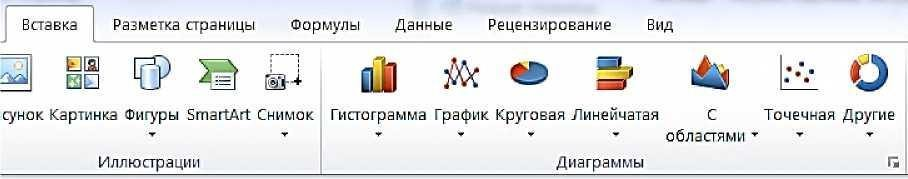 Вставка Разметка страницы Формулы Данные Рецензирование Вид
сунок Картинка Фигуры SmartArt Снимок Гистограмма График Круговая Линейчатая С областями Точечная Другие
Иллюстрации Диаграммы